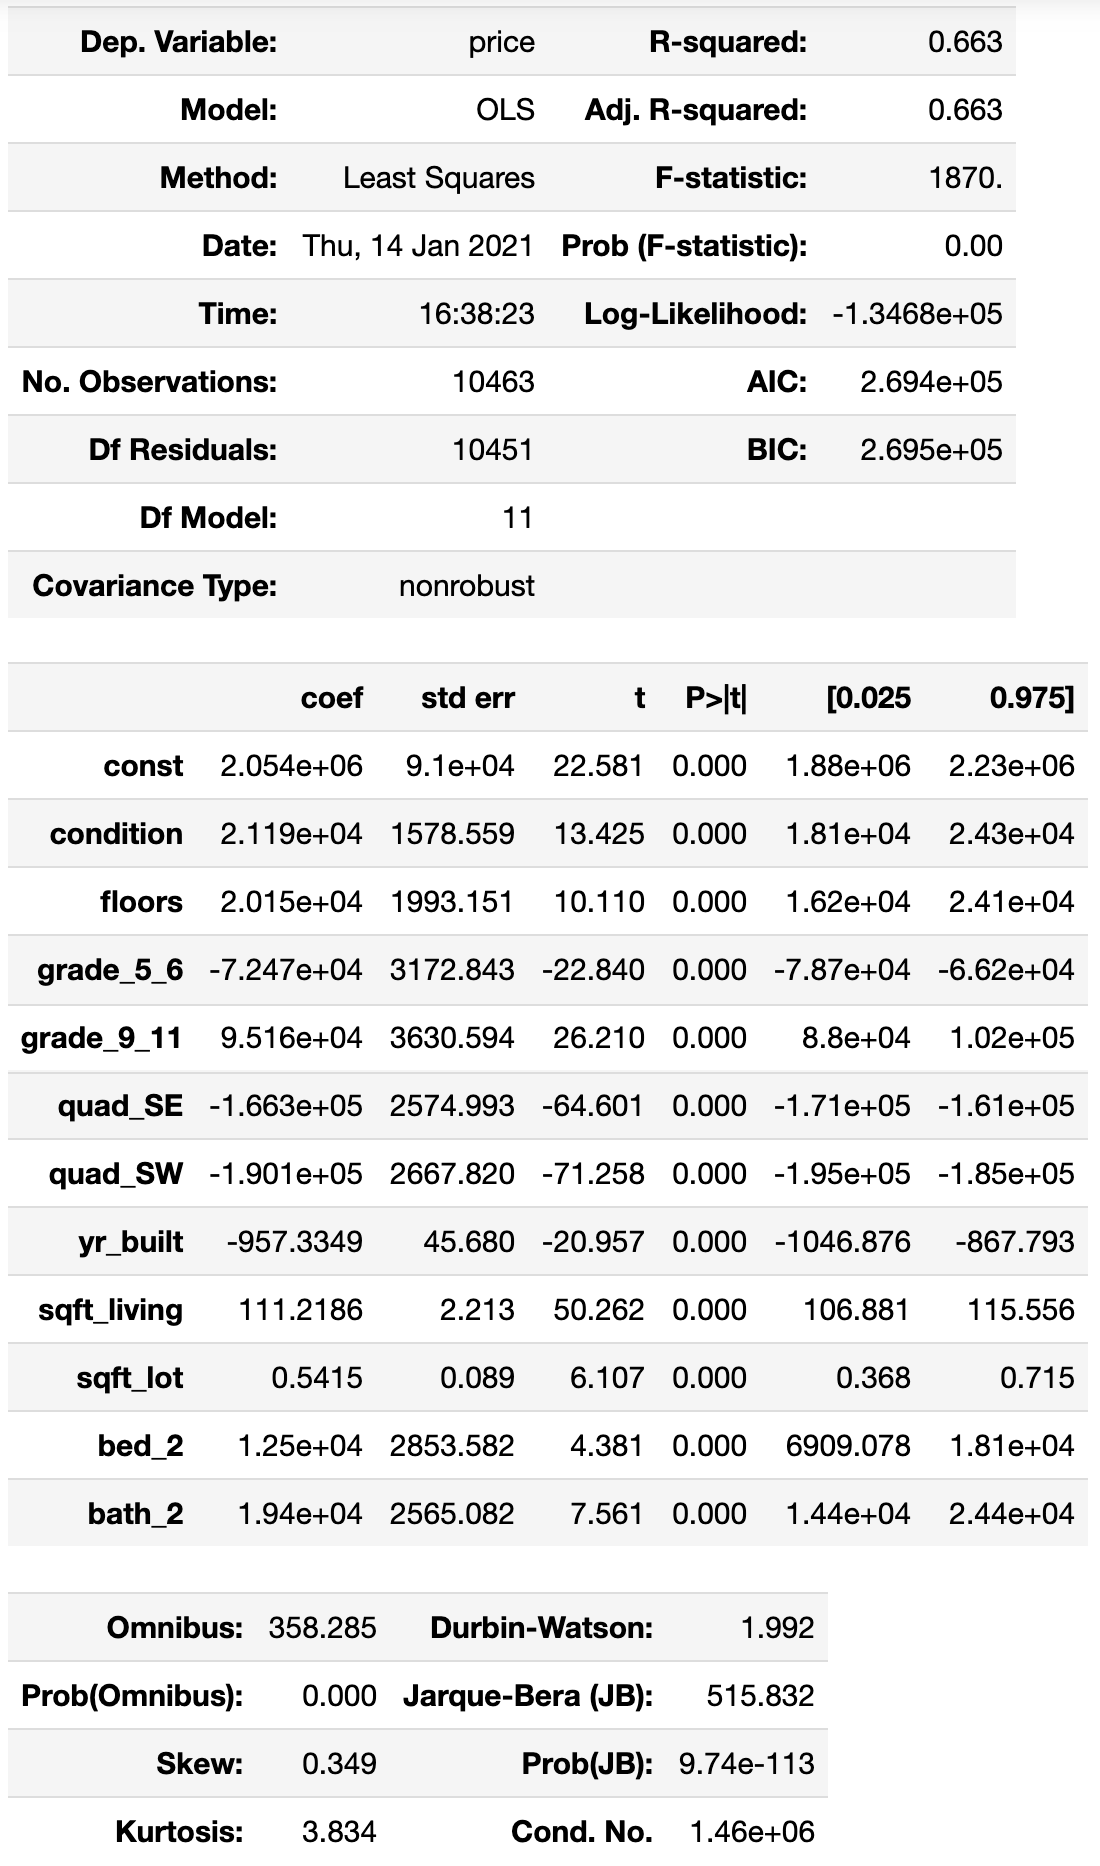 Dep. Variable: price R-squared: 0.663
Model: OLS Adj. R-squared: 0.663
Method: Least Squares F-statistic: 1870.
Date: Thu, 14 Jan 2021 Prob (F-statistic): 0.00
Time: 16:38:23 Log-Likelihood: -1.3468e+05
No. Observations: 10463 AIC: 2.694e+05
Df Residuals: 10451 BIC: 2.695e+05
Df Model: 11
Covariance Type: nonrobust
coef std err t P>|t| [0.025 0.975]
const 2.054e+06 9.1e+04 22.581 0.000 1.88e+06 2.23e+06
condition 2.119e+04 1578.559 13.425 0.000 1.81e+04 2.43e+04
floors 2.015e+04 1993.151 10.110 0.000 1.62e+04 2.41e+04
grade_5_6 -7.247e+04 3172.843 -22.840 0.000 -7.87e+04 -6.62e+04
grade_9_11 9.516e+04 3630.594 26.210 0.000 8.8e+04 1.02e+05
quad_SE -1.663e+05 2574.993 -64.601 0.000 -1.71e+05 -1.61e+05
quad_SW -1.901e+05 2667.820 -71.258 0.000 -1.95e+05 -1.85e+05
yr_built -957.3349 45.680 -20.957 0.000 -1046.876 -867.793
sqft_living 111.2186 2.213 50.262 0.000 106.881 115.556
sqft_lot 0.5415 0.089 6.107 0.000 0.368 0.715
bed_2 1.25e+04 2853.582 4.381 0.000 6909.078 1.81e+04
bath_2 1.94e+04 2565.082 7.561 0.000 1.44e+04 2.44e+04
Omnibus: 358.285 Durbin-Watson: 1.992
Prob(Omnibus): 0.000 Jarque-Bera (JB): 515.832
Skew: 0.349 Prob(JB): 9.74e-113
Kurtosis: 3.834 Cond. No. 1.46e+06